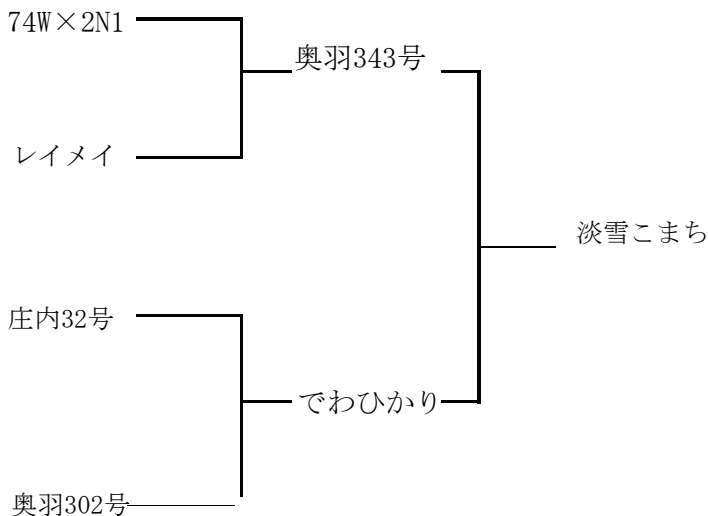 74W×2N1
奥羽343号
レイメイ
淡雪こまち
庄内32号
でわひかり
奥羽302号